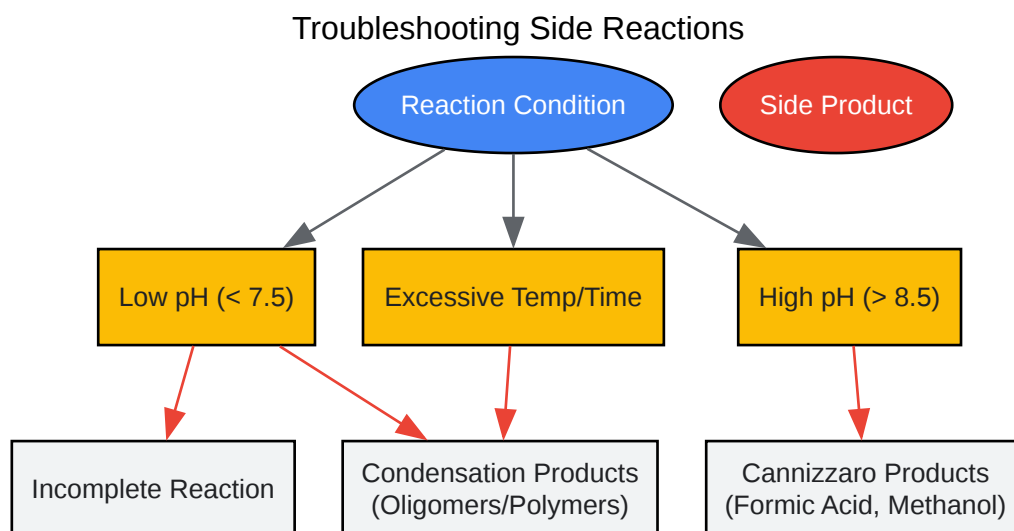 Troubleshooting Side Reactions
Reaction Condition
Side Product
Low pH (< 7.5)
Excessive Temp/Time
High pH (> 8.5)
Incomplete Reaction
Condensation Products
(Oligomers/Polymers)
Cannizzaro Products
(Formic Acid, Methanol)